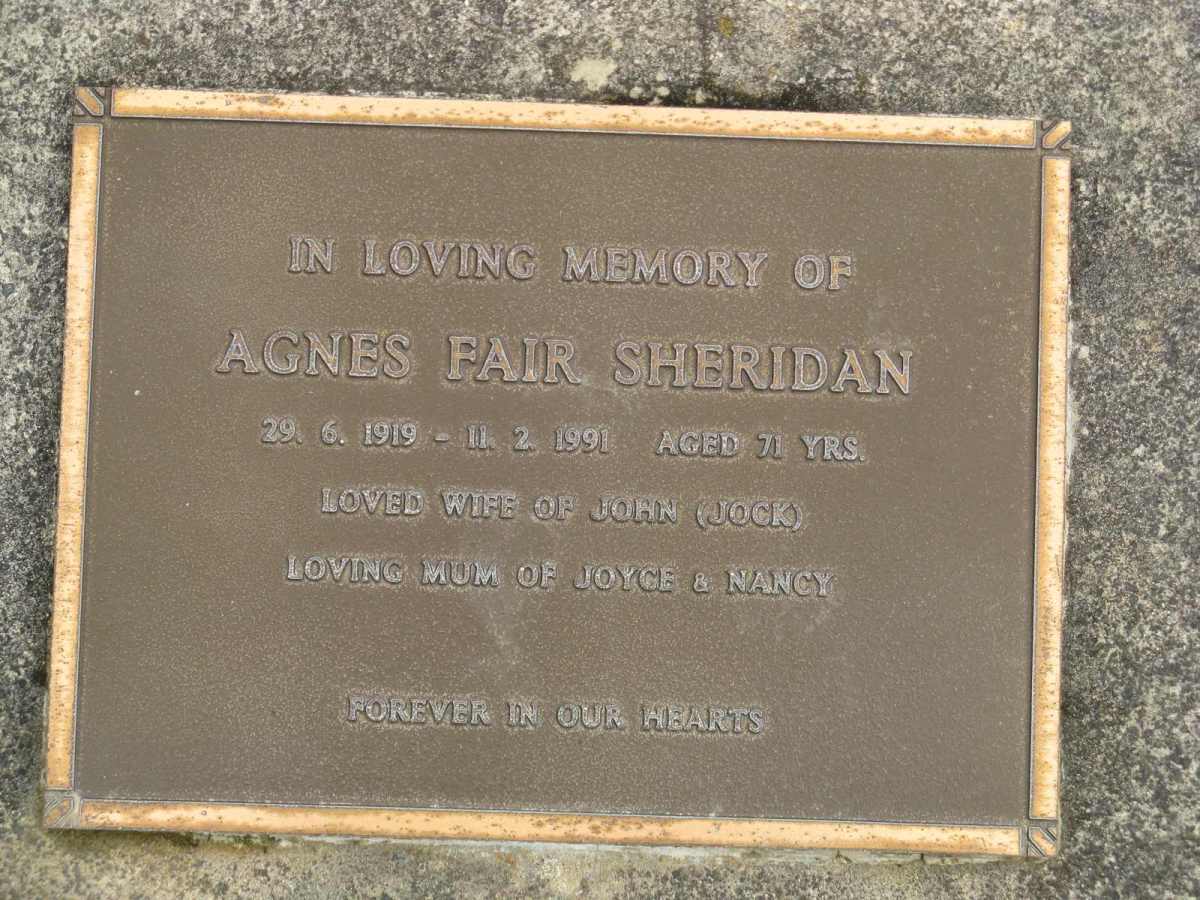 IN LOVING MEMORY OF
AGNES FAIR SHERIDAN
29. 6. 1919 - 11. 2. 1991 AGED 71 YRS.
LOVED WIFE OF JOHN (JOCK)
LOVING MUM OF JOYCE & NANCY
FOREVER IN OUR HEARTS